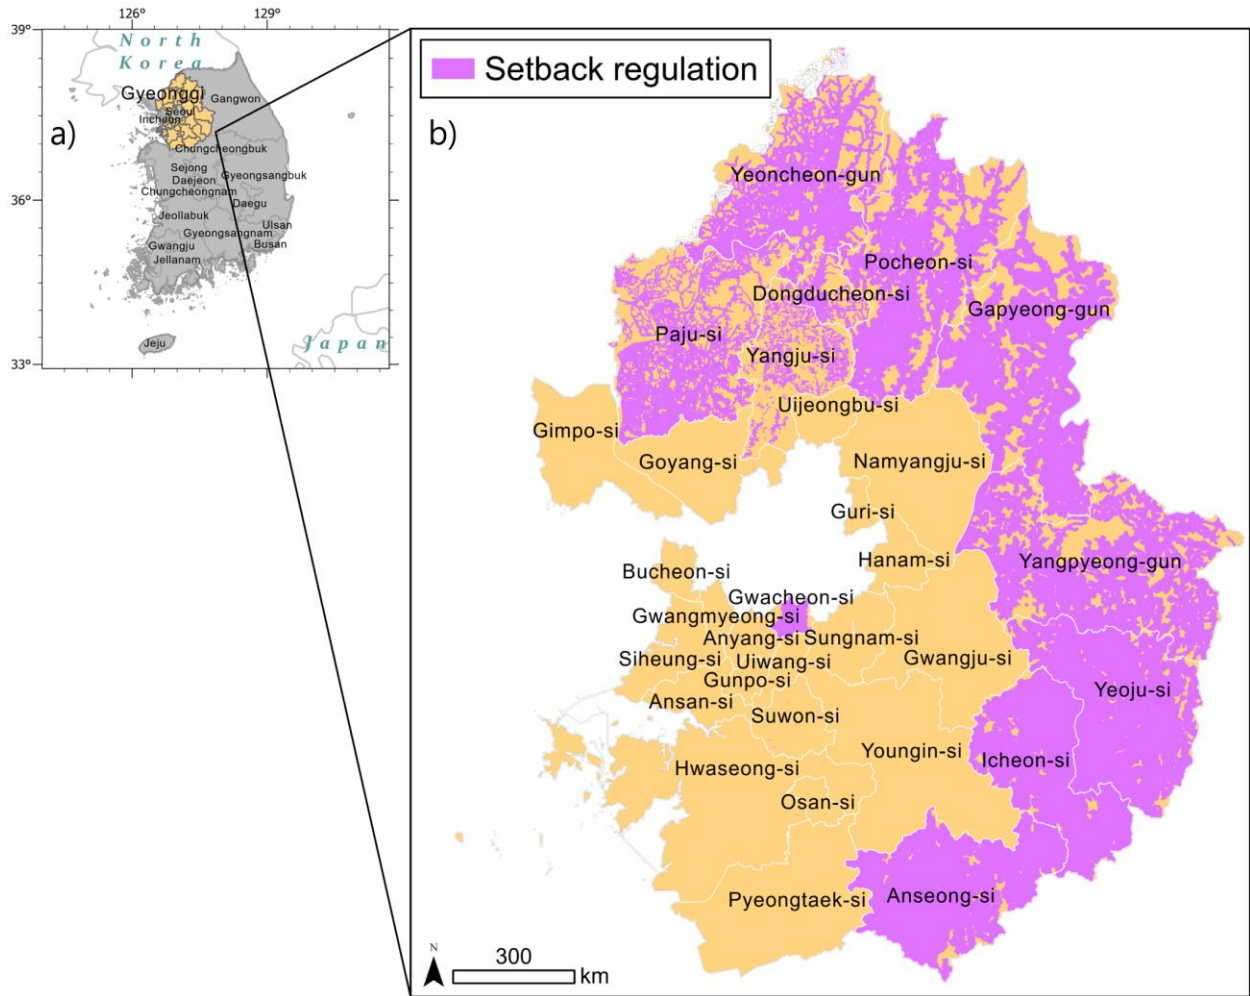 126°
129°
39°
36°
33°
North
Korea
Gyeonggi
Gangwon
Seoul
Incheon
a)
Chungcheongbuk
Sejong
Daejeon
Gyeongsangbuk
Chungcheongnam
Daegu
Jeollabuk
Ulsan
Gyeongsangnam
Gwangju
Busan
Jellanam
Jeju
Japan
Setback regulation
b)
Yeoncheon-gun
Pocheon-si
Dongducheon-si
Gapyeong-gun
Paju-si
Yangju-si
Uijeongbu-si
Gimpo-si
Goyang-si
Namyangju-si
Guri-si
Hanam-si
Yangpyeong-gun
Bucheon-si
Gwacheon-si
Gwangmyeong-si
Anyang-si
Sungnam-si
Siheung-si
Uiwang-si
Gwangju-si
Gunpo-si
Yeoju-si
Ansan-si
Suwon-si
Youngin-si
Icheon-si
Hwaseong-si
Osan-si
Pyeongtaek-si
Anseong-si
N
300
km